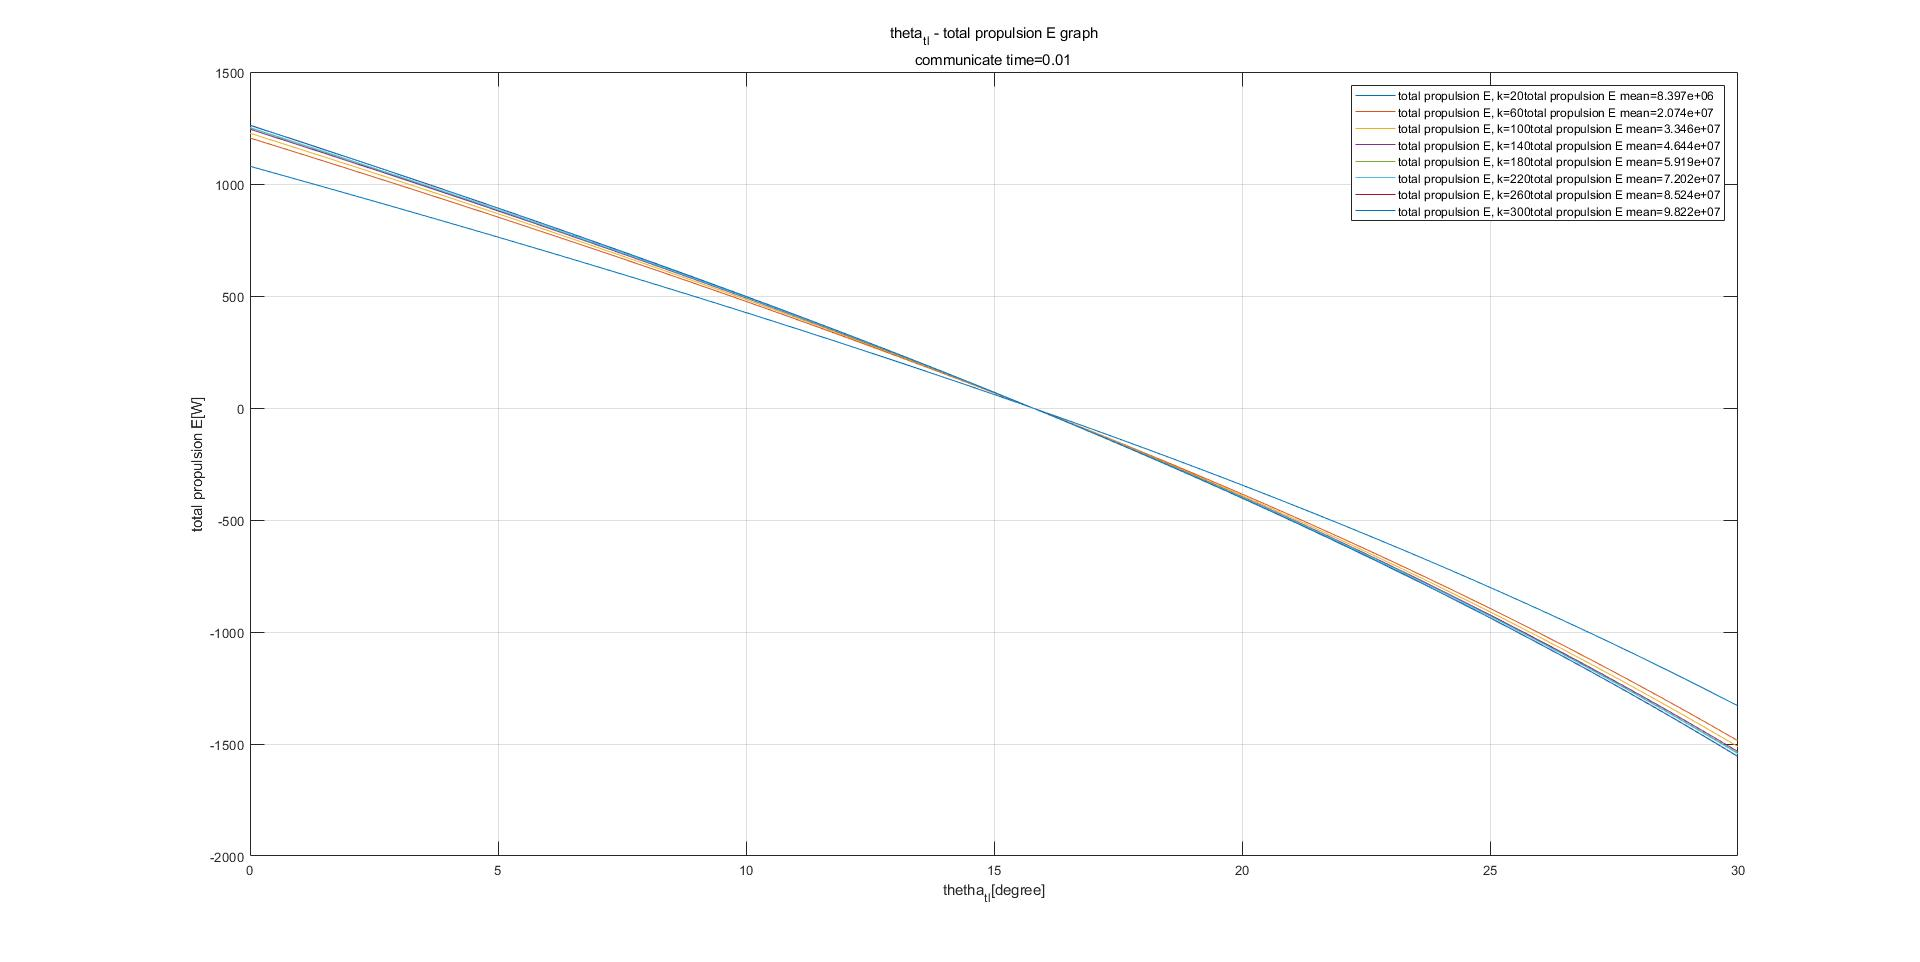 theta_tl - total propulsion E graph
communicate time=0.01
1500
1000
500
0
-500
-1000
-1500
-2000
total propulsion E[W]
total propulsion E, k=20total propulsion E mean=8.397e+06
total propulsion E, k=60total propulsion E mean=2.074e+07
total propulsion E, k=100total propulsion E mean=3.346e+07
total propulsion E, k=140total propulsion E mean=4.644e+07
total propulsion E, k=180total propulsion E mean=5.919e+07
total propulsion E, k=220total propulsion E mean=7.202e+07
total propulsion E, k=260total propulsion E mean=8.524e+07
total propulsion E, k=300total propulsion E mean=9.822e+07
0 5 10 15 20 25 30
thetha_tl[degree]